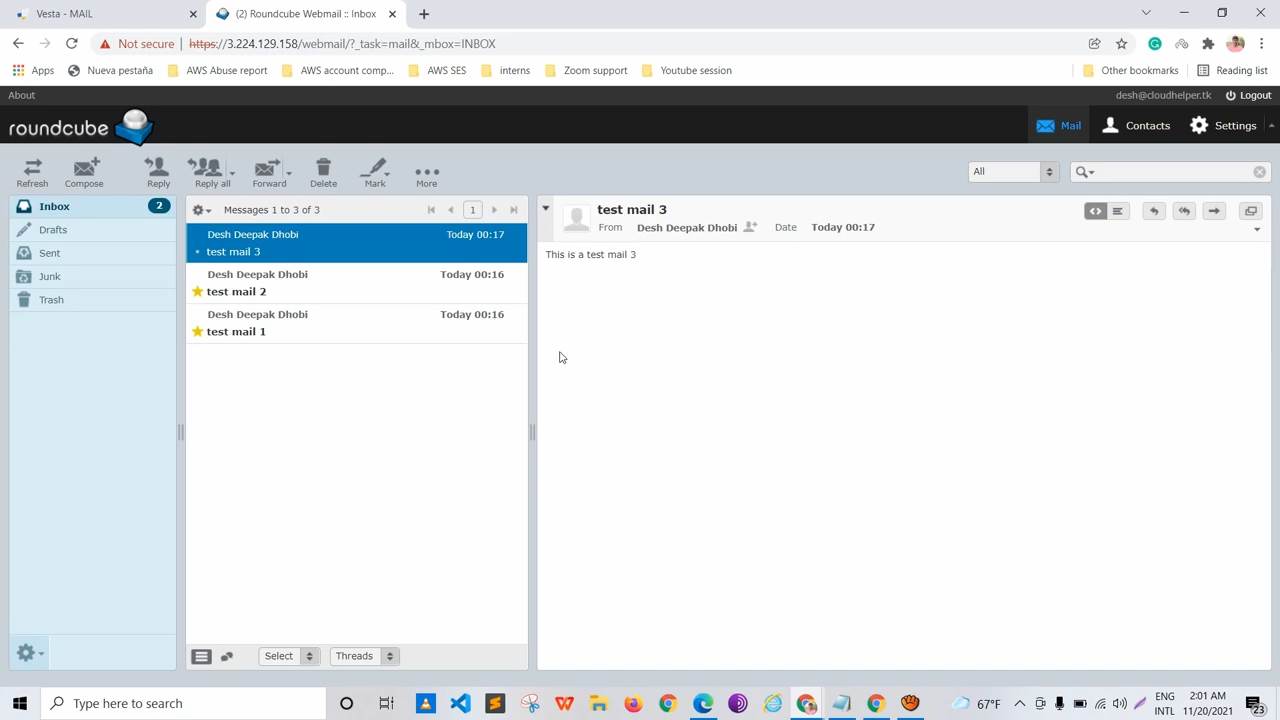 Vesta - MAIL
(2) Roundcube Webmail :: Inbox
Not secure
https://3.224.129.158/webmail/?_task=mail&_mbox=INBOX
Apps
Nueva pestaña
AWS Abuse report
AWS account comp...
AWS SES
interns
Zoom support
Youtube session
Other bookmarks
Reading list
About
desh@cloudhelper.tk
Logout
roundcube
Mail
Contacts
Settings
Refresh
Compose
Reply
Reply all
Forward
Delete
Mark
More
All
Inbox
2
Drafts
Sent
Junk
Trash
Messages 1 to 3 of 3
1
Desh Deepak Dhobi
Today 00:17
test mail 3
Desh Deepak Dhobi
Today 00:16
test mail 2
Desh Deepak Dhobi
Today 00:16
test mail 1
Select
Threads
test mail 3
From Desh Deepak Dhobi Date Today 00:17
This is a test mail 3
Type here to search
67°F
ENG
INTL
2:01 AM
11/20/2021
23